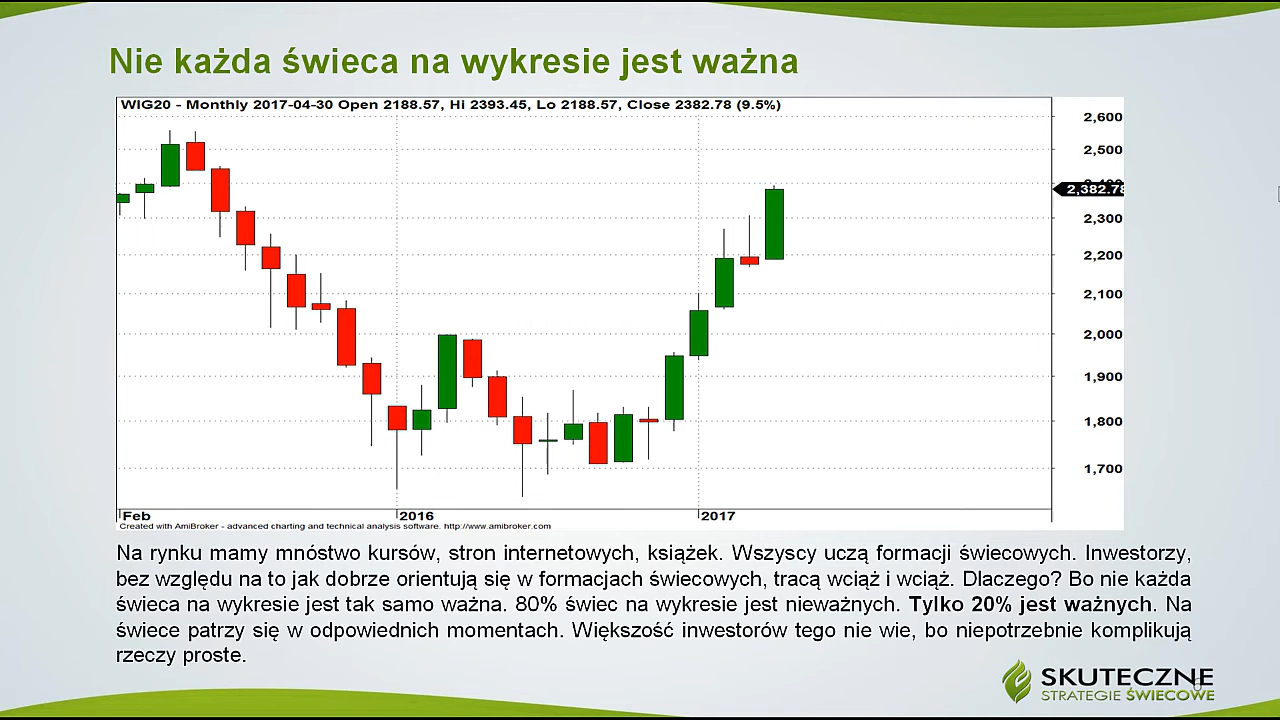 Nie każda świeca na wykresie jest ważna
WIG20 - Monthly 2017-04-30 Open 2188.57, Hi 2393.45, Lo 2188.57, Close 2382.78 (9.5%)
2,600
2,500
2,382.78
2,300
2,200
2,100
2,000
1,900
1,800
1,700
Feb 2016 2017
Created with AmiBroker - advanced charting and technical analysis software. http://www.amibroker.com
Na rynku mamy mnóstwo kursów, stron internetowych, książek. Wszyscy uczą formacji świecowych. Inwestorzy,
bez względu na to jak dobrze orientują się w formacjach świecowych, tracą wciąż i wciąż. Dlaczego? Bo nie każda
świeca na wykresie jest tak samo ważna. 80% świec na wykresie jest nieważnych. Tylko 20% jest ważnych. Na
świece patrzy się w odpowiednich momentach. Większość inwestorów tego nie wie, bo niepotrzebnie komplikują
rzeczy proste.
SKUTECZNE
STRATEGIE ŚWIECOWE